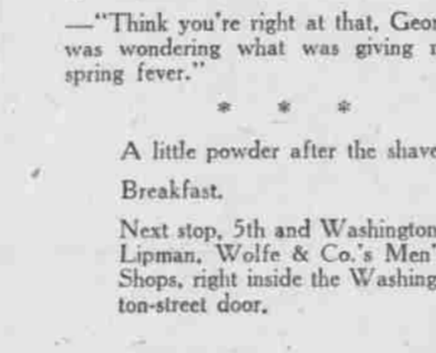 —"Think you're right at that, Geor
was wondering what was giving
spring fever."
* * *
A little powder after the shave
Breakfast.
Next stop, 5th and Washington
Lipman, Wolfe & Co.'s Men'
Shops, right inside the Washing
ton-street door.